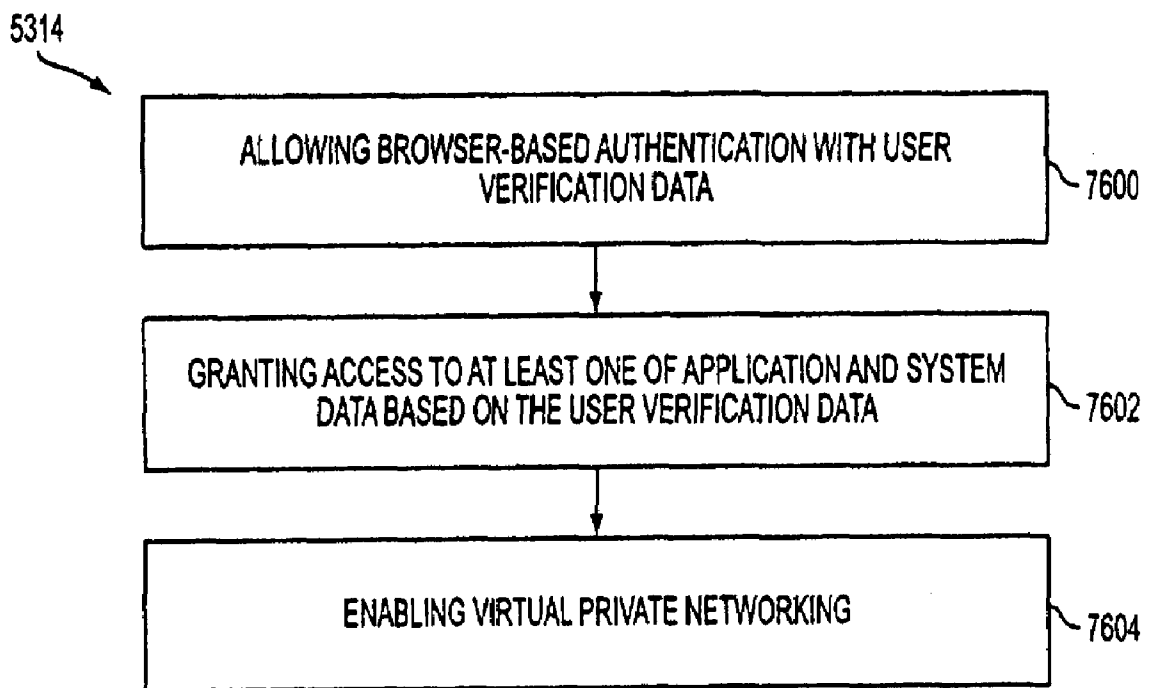 5314
ALLOWING BROWSER-BASED AUTHENTICATION WITH USER
VERIFICATION DATA
7600
GRANTING ACCESS TO AT LEAST ONE OF APPLICATION AND SYSTEM
DATA BASED ON THE USER VERIFICATION DATA
7602
ENABLING VIRTUAL PRIVATE NETWORKING
7604